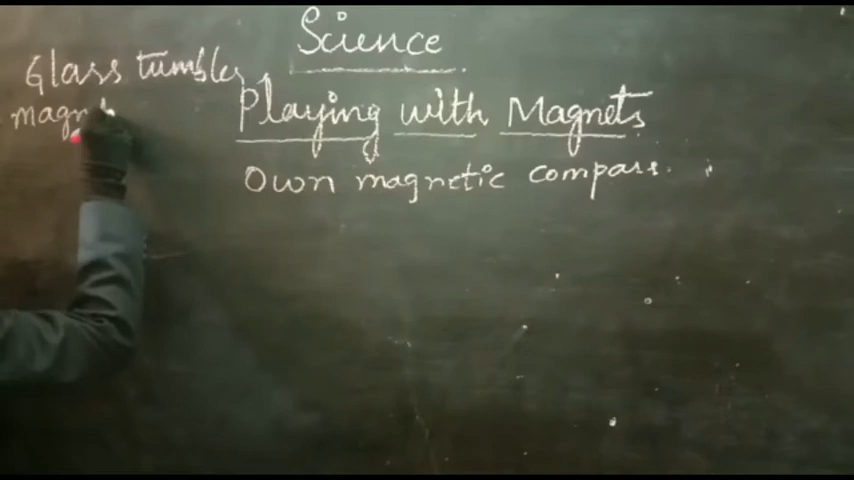 Science
Glass tumbler
Playing with Magnets
Own magnetic compass.